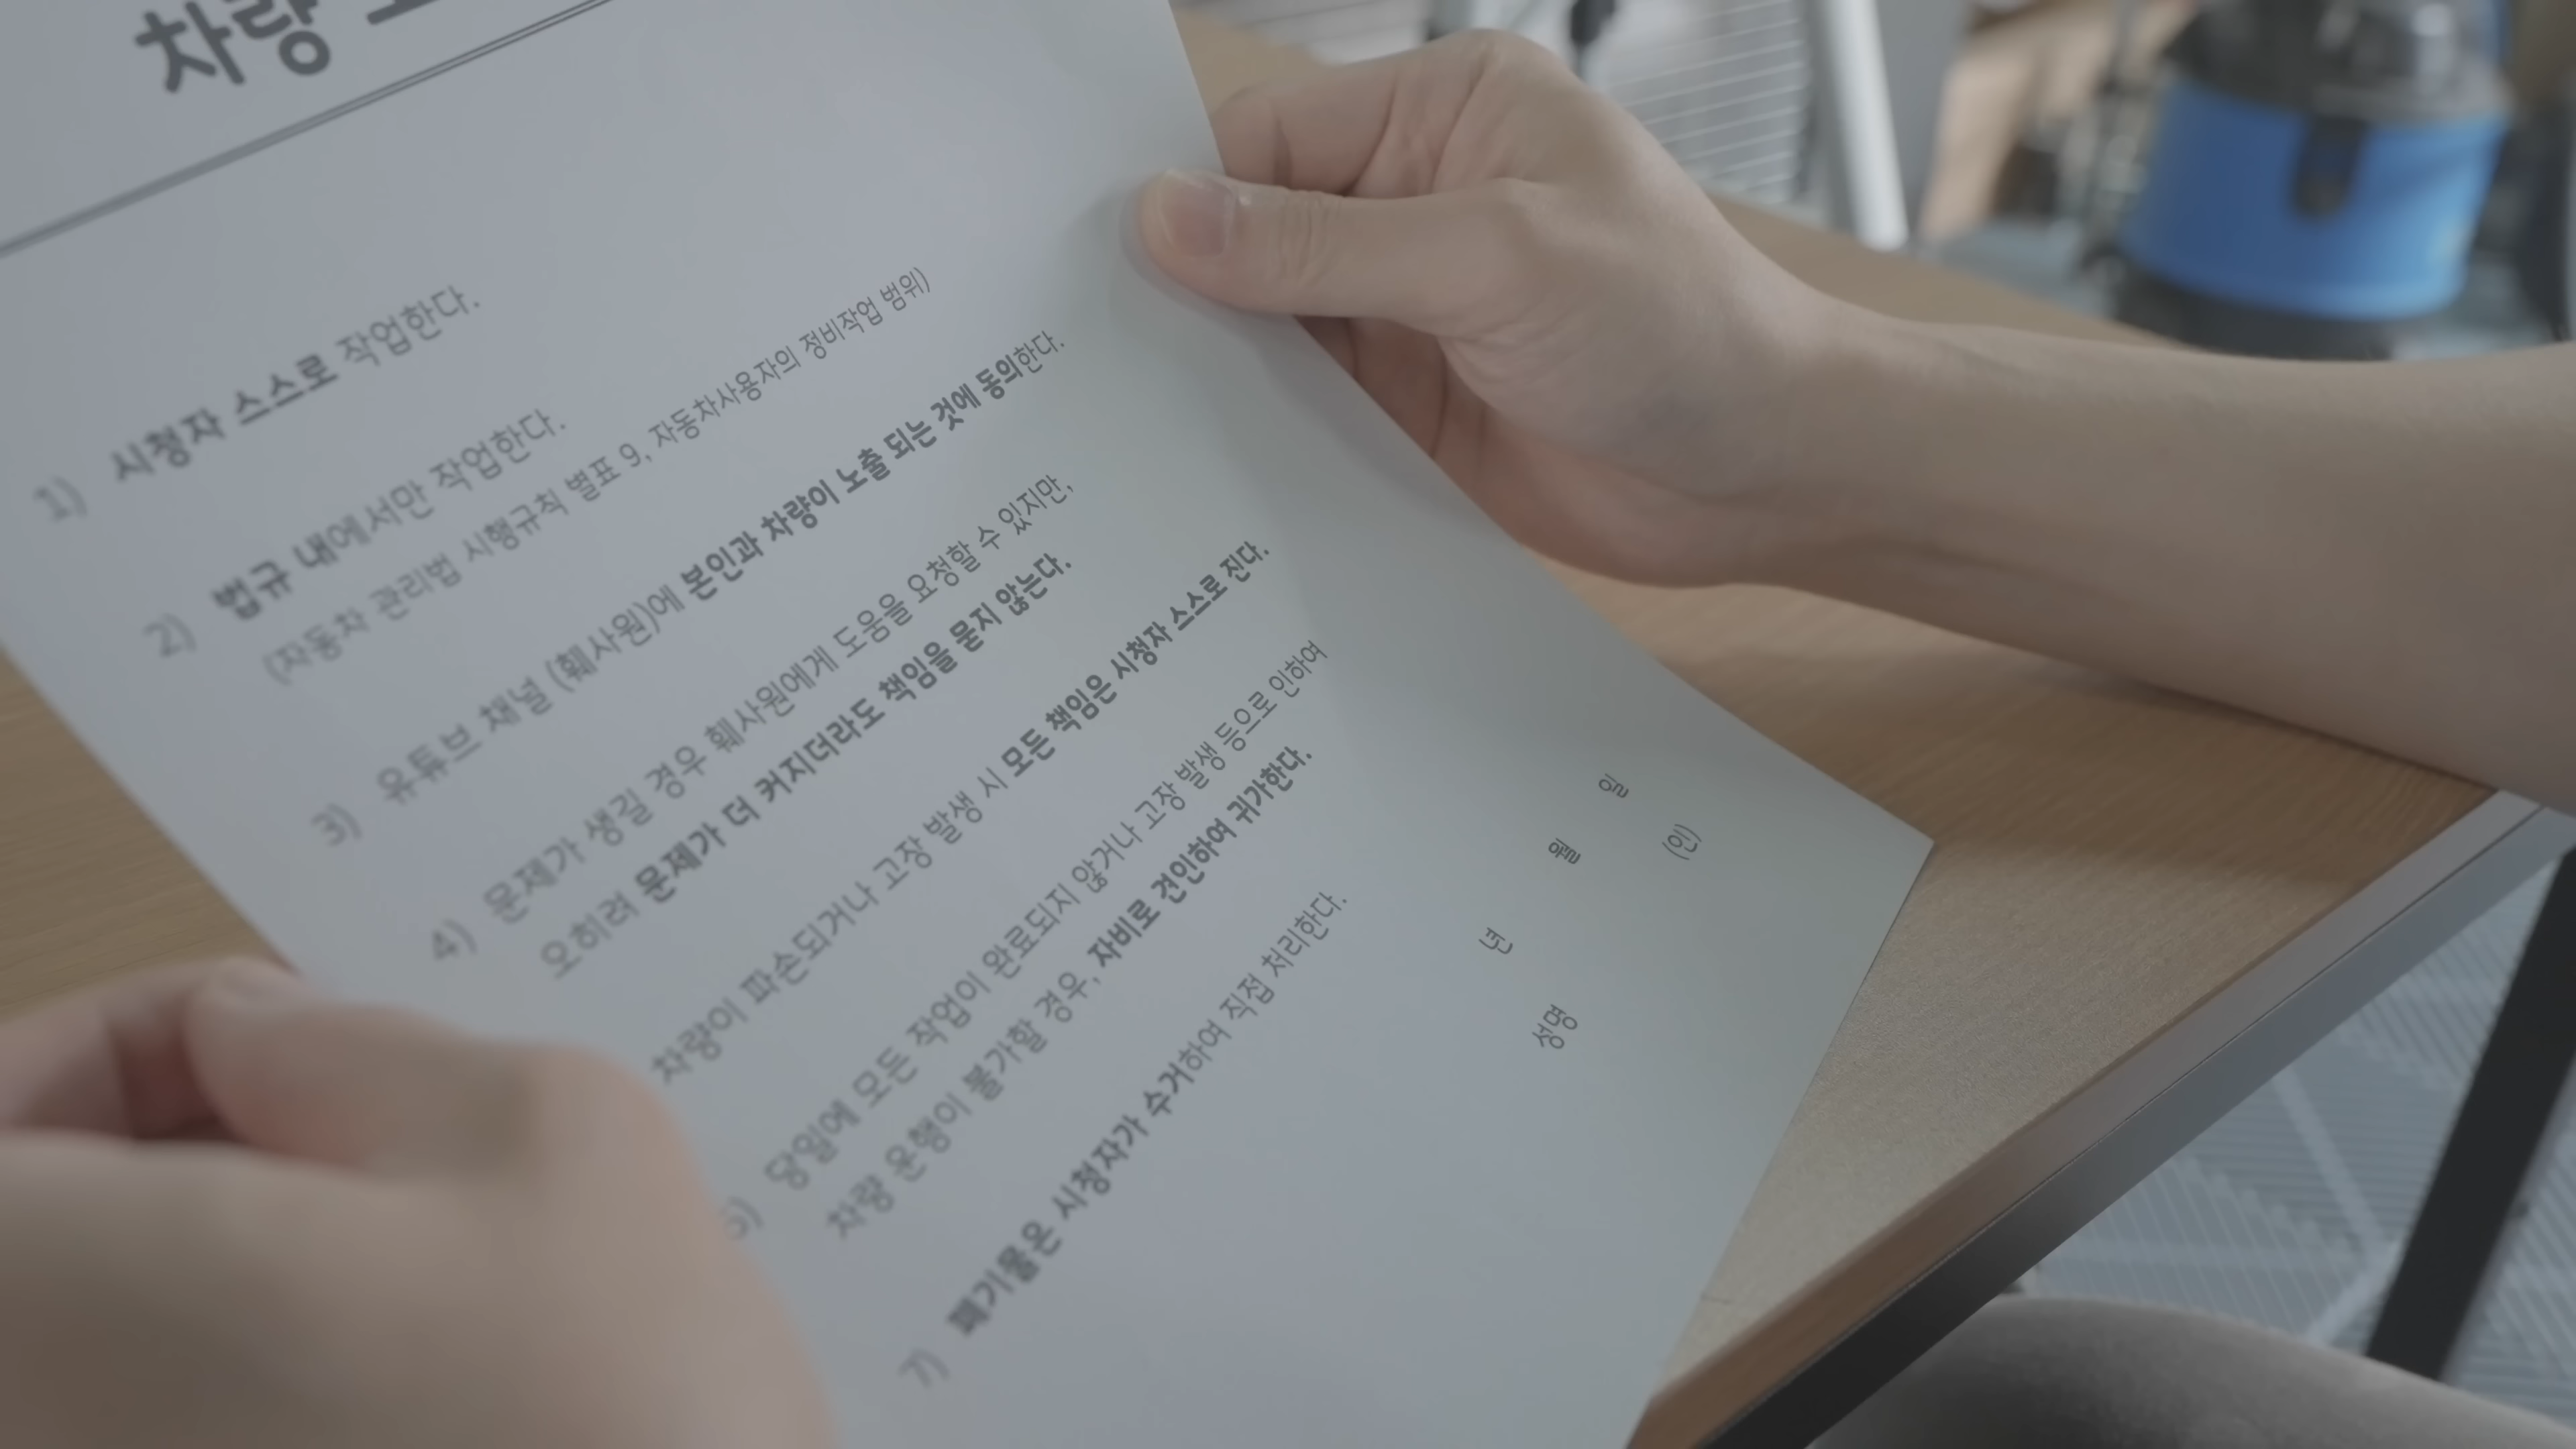 차량
1) 시청자 스스로 작업한다.
2) 법규 내에서만 작업한다.
(자동차 관리법 시행규칙 별표 9, 자동차사용자의 정비작업 범위)
3) 유튜브 채널 (훼사원)에 본인과 차량이 노출 되는 것에 동의한다.
4) 문제가 생길 경우 훼사원에게 도움을 요청할 수 있지만,
오히려 문제가 더 커지더라도 책임을 묻지 않는다.
차량이 파손되거나 고장 발생 시 모든 책임은 시청자 스스로 진다.
6) 당일에 모든 작업이 완료되지 않거나 고장 발생 등으로 인하여
차량 운행이 불가할 경우, 자비로 견인하여 귀가한다.
7) 폐기물은 시청자가 수거하여 직접 처리한다.
년 월 일
성명 (인)